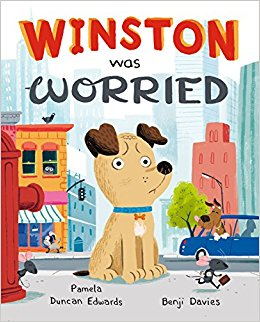 WINSTON
was
WORRIED
Pamela
Duncan Edwards
Benji Davies